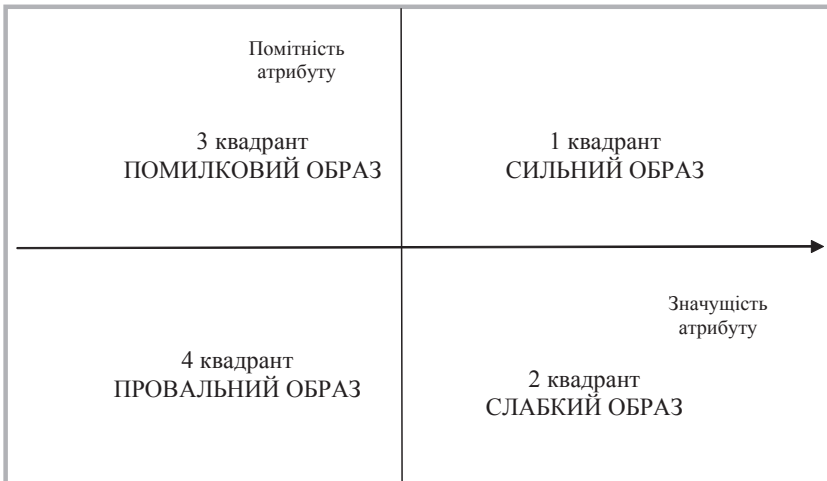 Помітність
атрибуту
3 квадрант
ПОМИЛКОВИЙ ОБРАЗ
1 квадрант
СИЛЬНИЙ ОБРАЗ
Значущість
атрибуту
4 квадрант
ПРОВАЛЬНИЙ ОБРАЗ
2 квадрант
СЛАБКИЙ ОБРАЗ